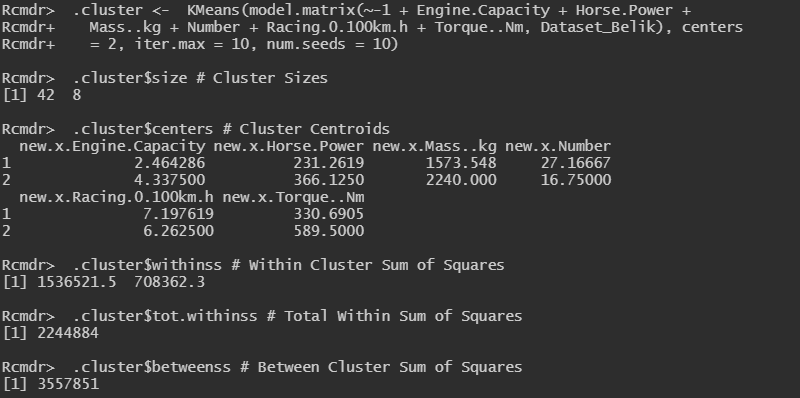 Rcmdr>  .cluster <-  KMeans(model.matrix(~-1 + Engine.Capacity + Horse.Power +
Rcmdr+    Mass..kg + Number + Racing.0.100km.h + Torque..Nm, Dataset_Belik), centers
Rcmdr+    = 2, iter.max = 10, num.seeds = 10)
Rcmdr>  .cluster$size # Cluster Sizes
[1] 42  8
Rcmdr>  .cluster$centers # Cluster Centroids
  new.x.Engine.Capacity new.x.Horse.Power new.x.Mass..kg new.x.Number
1              2.464286          231.2619       1573.548     27.16667
2              4.337500          366.1250       2240.000     16.75000
  new.x.Racing.0.100km.h new.x.Torque..Nm
1               7.197619         330.6905
2               6.262500         589.5000
Rcmdr>  .cluster$withinss # Within Cluster Sum of Squares
[1] 1536521.5  708362.3
Rcmdr>  .cluster$tot.withinss # Total Within Sum of Squares
[1] 2244884
Rcmdr>  .cluster$betweenss # Between Cluster Sum of Squares
[1] 3557851